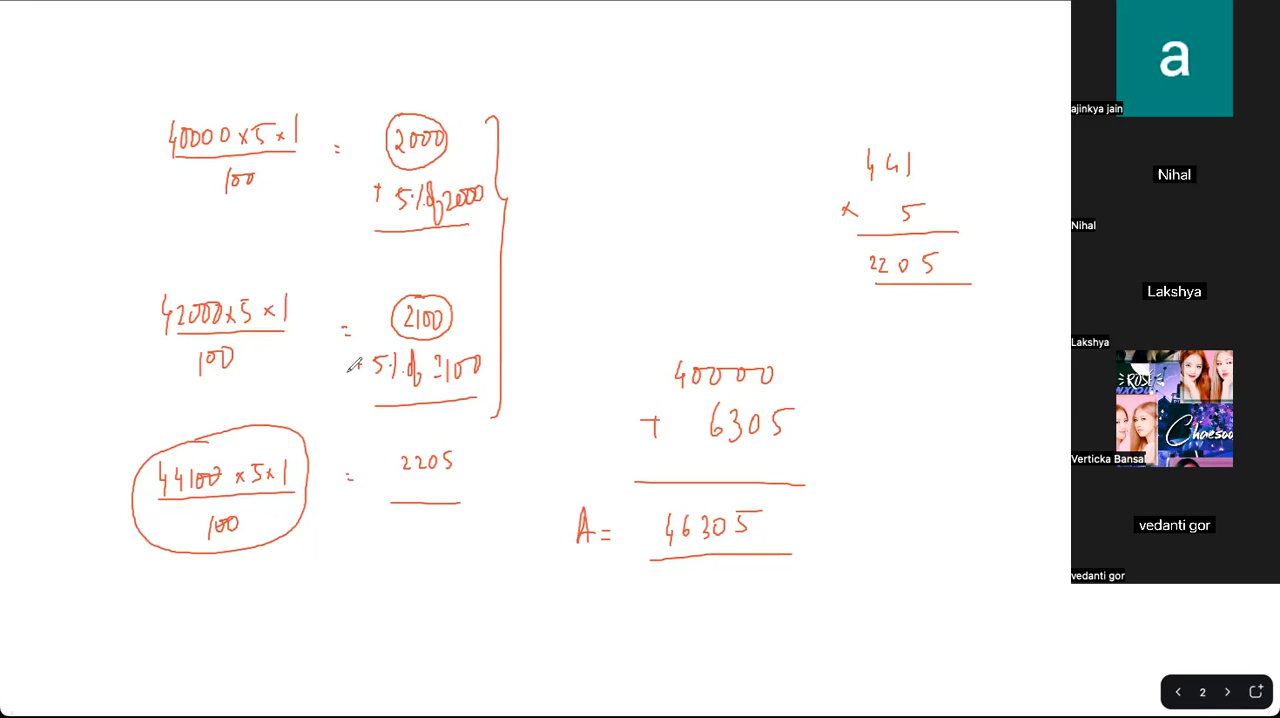 40000 × 5 × 1
100
=
2000
+ 5% of 2000
42000 × 5 × 1
100
=
2100
+ 5% of 2100
44100 × 5 × 1
100
=
2205
441
× 5
2205
40000
+ 6305
A = 46305
a
ajinkya jain
Nihal
Nihal
Lakshya
Lakshya
ROSÉ
Chaesoo
Verticka Bansal
vedanti gor
vedanti gor
2